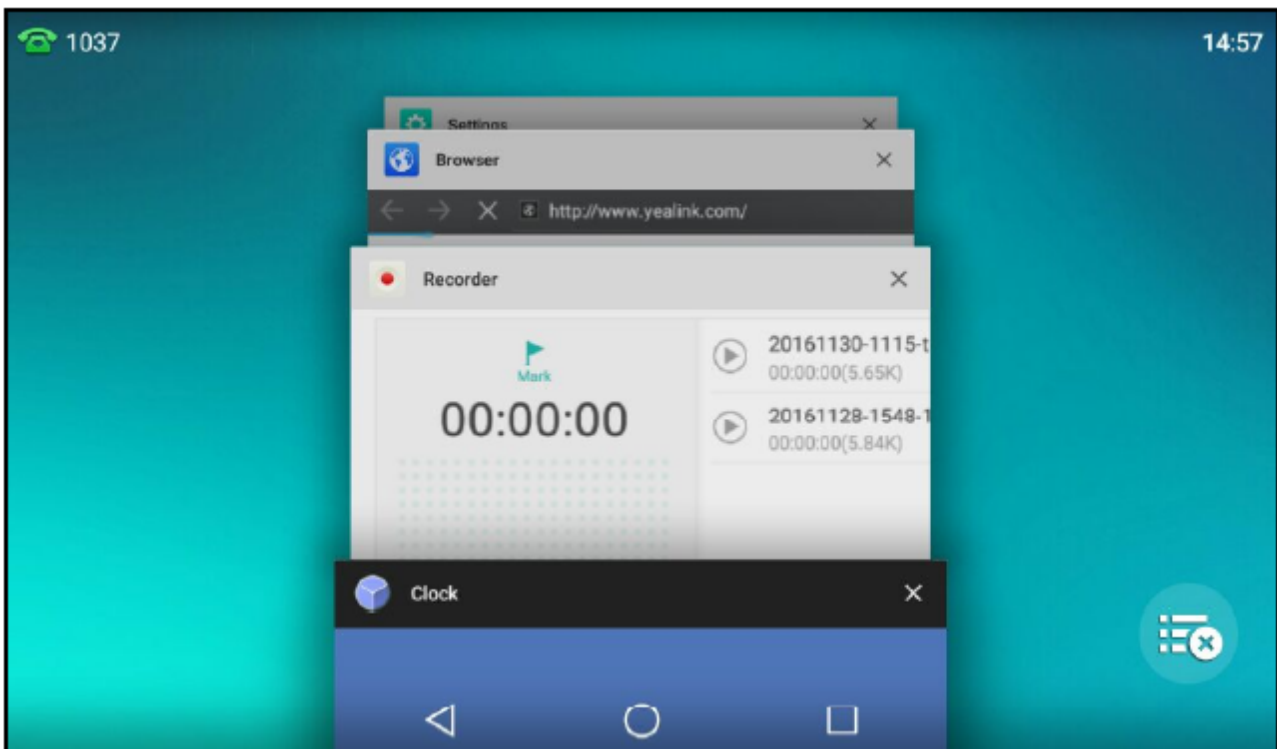 1037
14:57
Settings
Browser
http://www.yealink.com/
Recorder
Mark
00:00:00
20161130-1115-t
00:00:00(5.65K)
20161128-1548-1
00:00:00(5.84K)
Clock